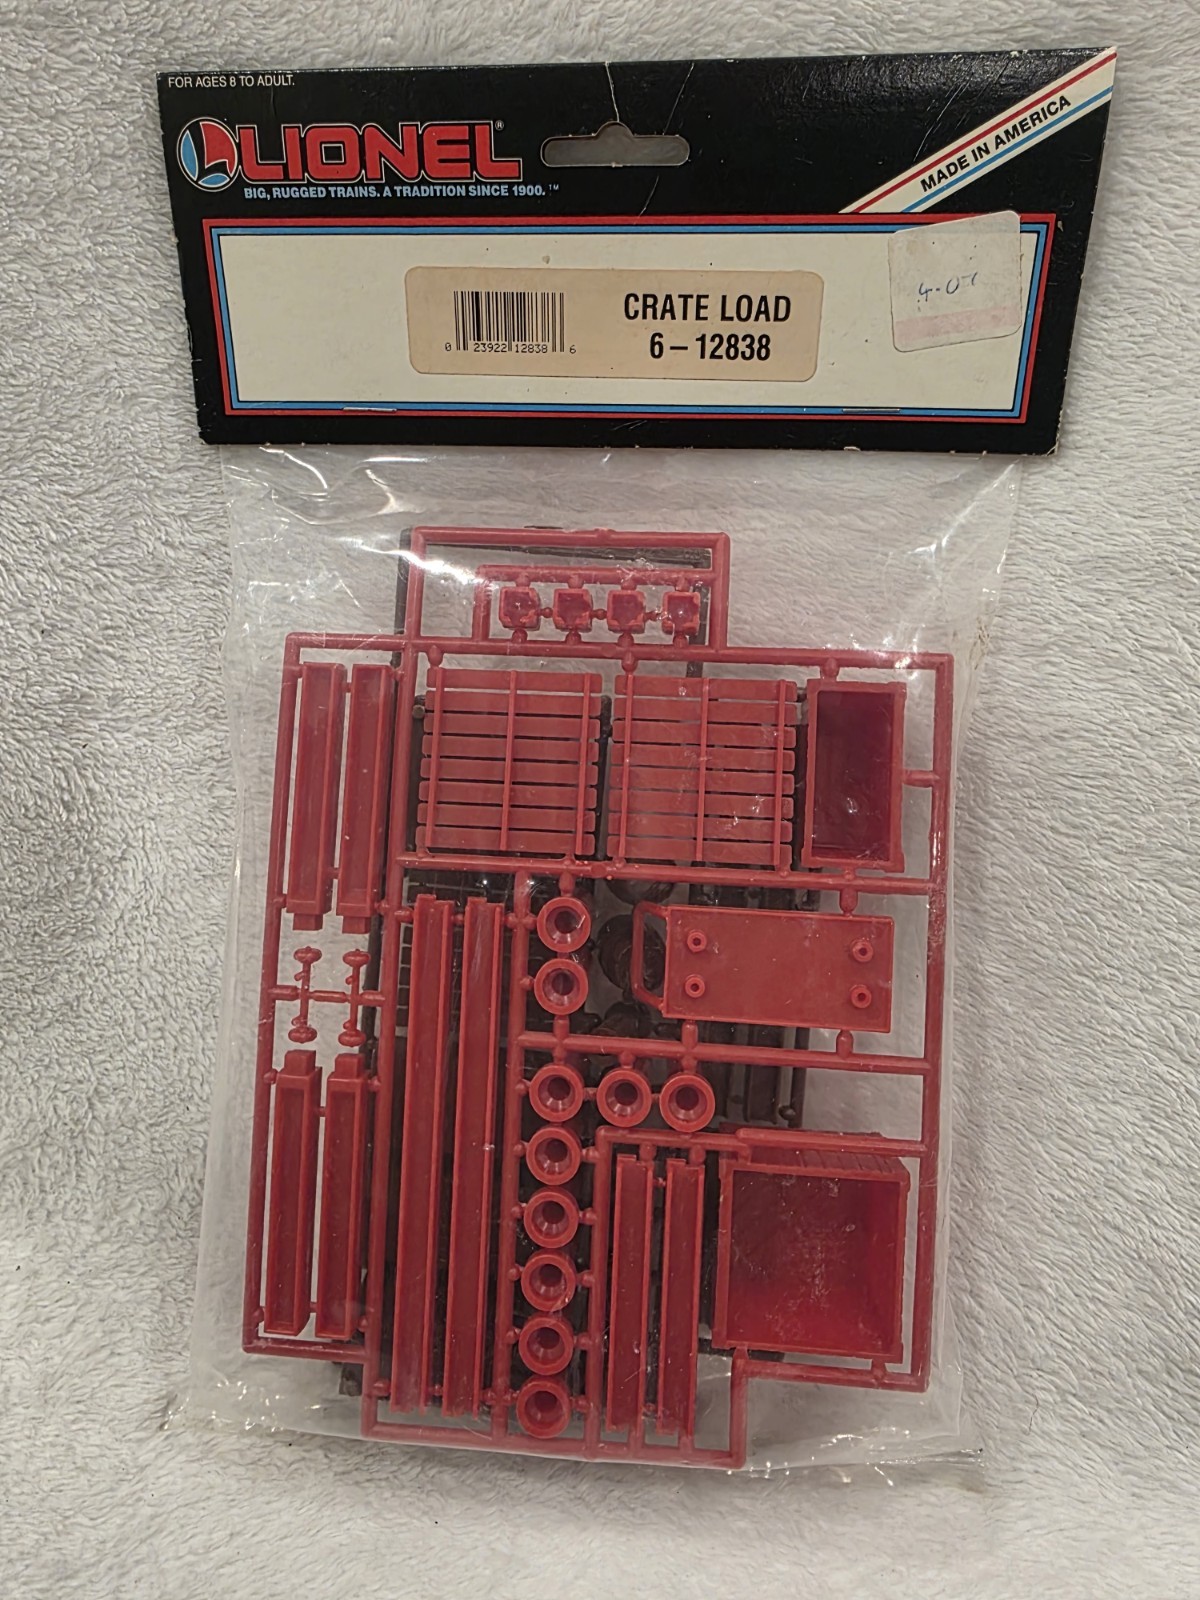 FOR AGES 8 TO ADULT.
LIONEL®
BIG, RUGGED TRAINS. A TRADITION SINCE 1900.™
MADE IN AMERICA
CRATE LOAD
6-12838
0 23922 12838 6